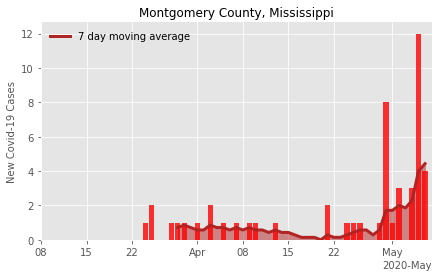 Montgomery County, Mississippi
7 day moving average
New Covid-19 Cases
12
10
8
6
4
2
0
08 15 22 Apr 08 15 22 May
2020-May